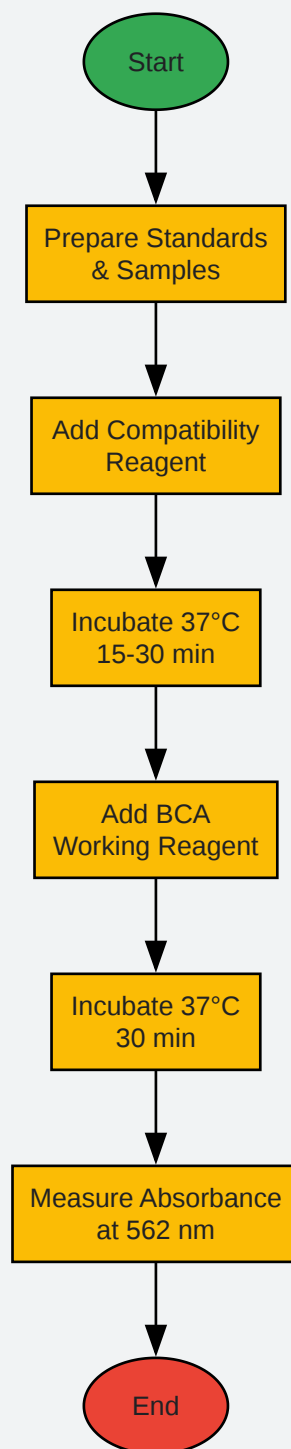 Start
Prepare Standards
& Samples
Add Compatibility
Reagent
Incubate 37°C
15-30 min
Add BCA
Working Reagent
Incubate 37°C
30 min
Measure Absorbance
at 562 nm
End